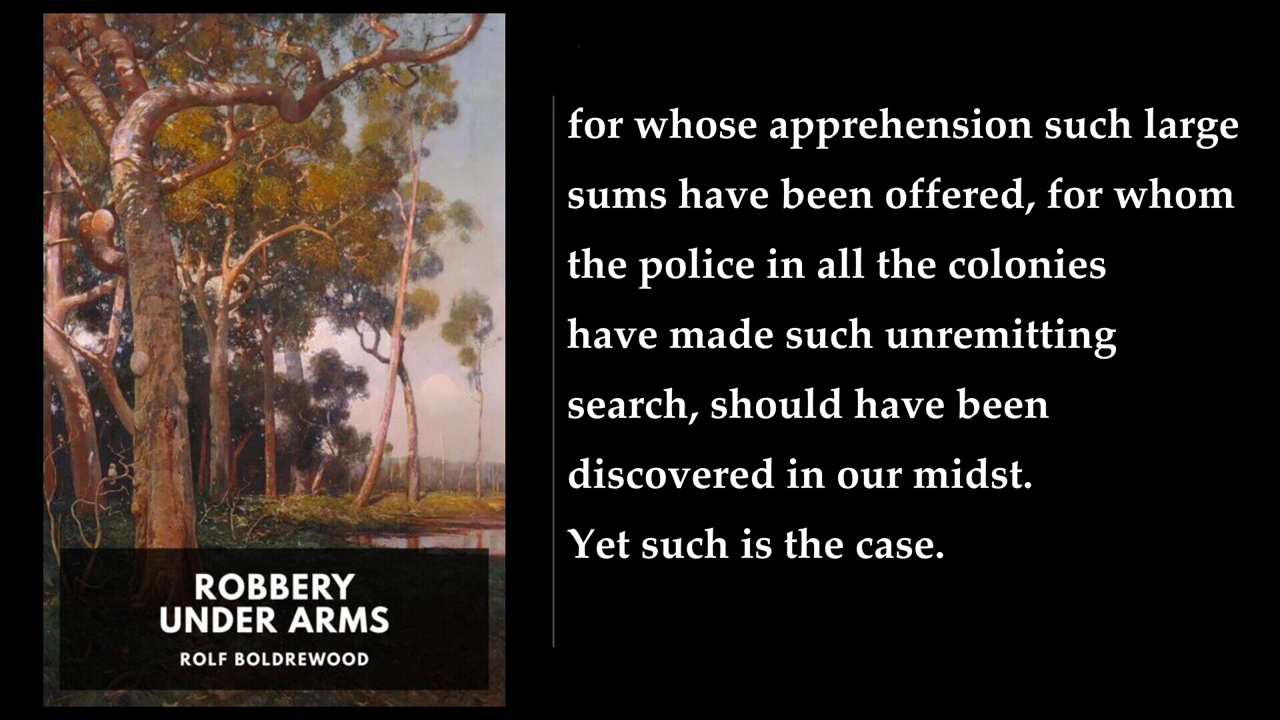 ROBBERY
UNDER ARMS
ROLF BOLDREWOOD
for whose apprehension such large
sums have been offered, for whom
the police in all the colonies
have made such unremitting
search, should have been
discovered in our midst.
Yet such is the case.